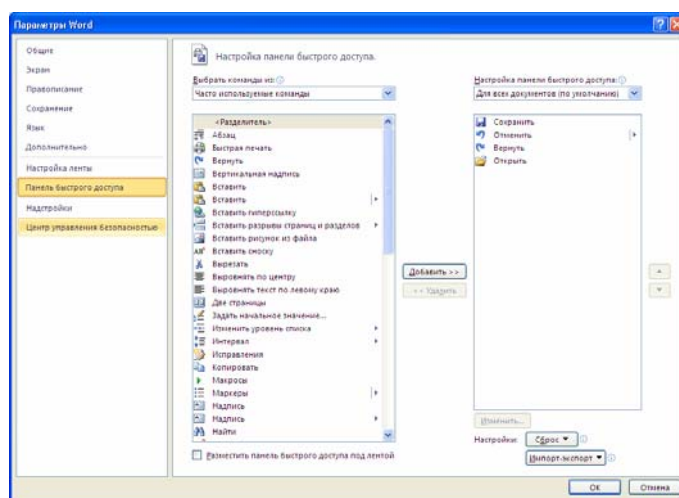 Параметры Word
Общие
Экран
Правописание
Сохранение
Язык
Дополнительно
Настройка ленты
Панель быстрого доступа
Надстройки
Центр управления безопасностью
Настройка панели быстрого доступа.
Выбрать команды из:
Часто используемые команды
<Разделитель>
Абзац
Быстрая печать
Вернуть
Вертикальная надпись
Вставить
Вставить
Вставить гиперссылку
Вставить разрывы страниц и разделов
Вставить рисунок из файла
Вставить сноску
Вырезать
Выровнять по центру
Выровнять текст по левому краю
Две страницы
Задать начальное значение...
Изменить уровень списка
Интервал
Исправления
Копировать
Макросы
Маркеры
Надпись
Надпись
Найти
Разместить панель быстрого доступа под лентой
Добавить >>
<< Удалить
Настройка панели быстрого доступа:
Для всех документов (по умолчанию)
Сохранить
Отменить
Вернуть
Открыть
Изменить...
Настройки: Сброс
Импорт-экспорт
ОК Отмена